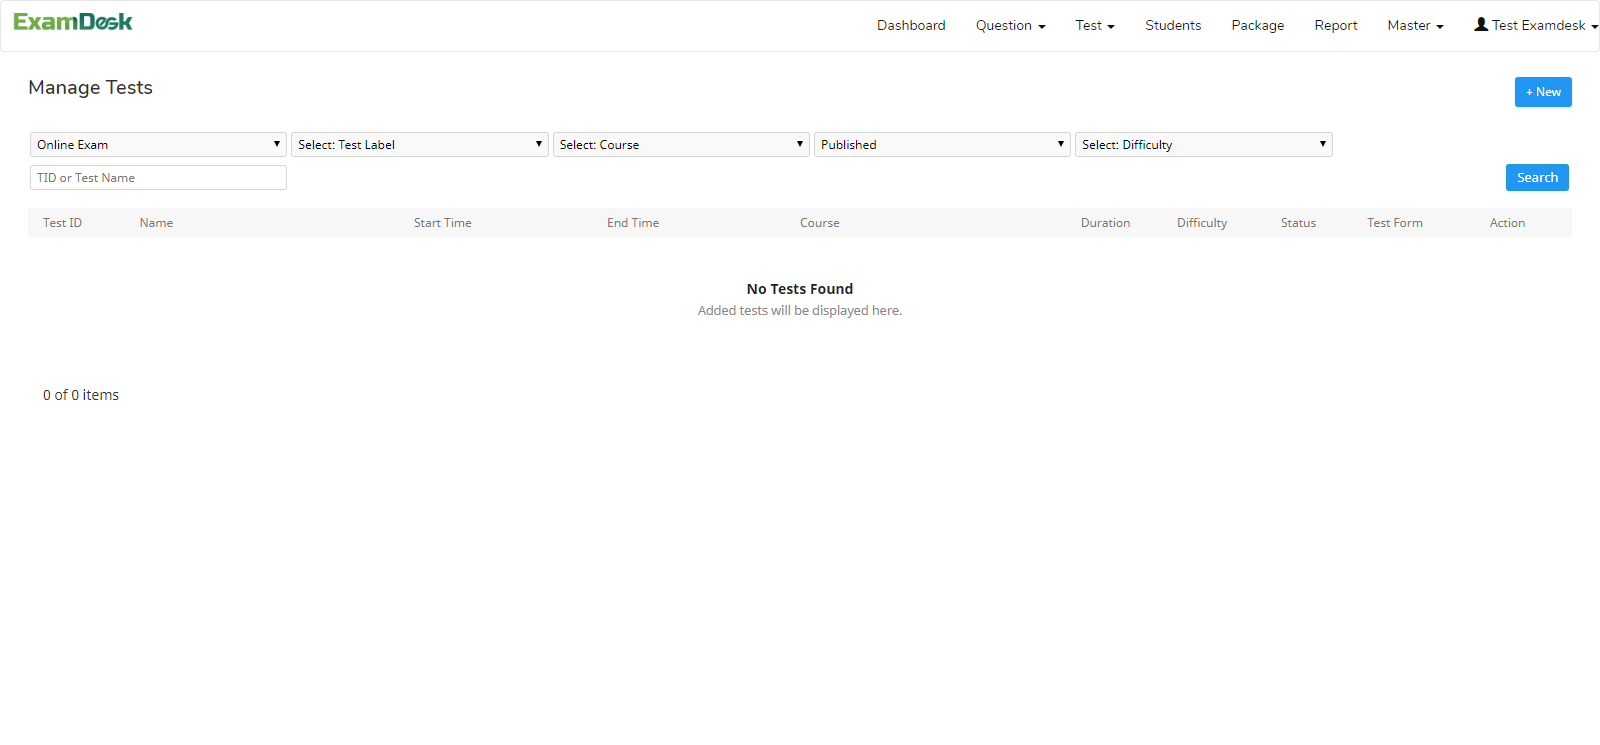 ExamDesk Dashboard Question Test Students Package Report Master Test Examdesk
Manage Tests
+ New
Online Exam Select: Test Label Select: Course Published Select: Difficulty
TID or Test Name Search
Test ID Name Start Time End Time Course Duration Difficulty Status Test Form Action
No Tests Found
Added tests will be displayed here.
0 of 0 items